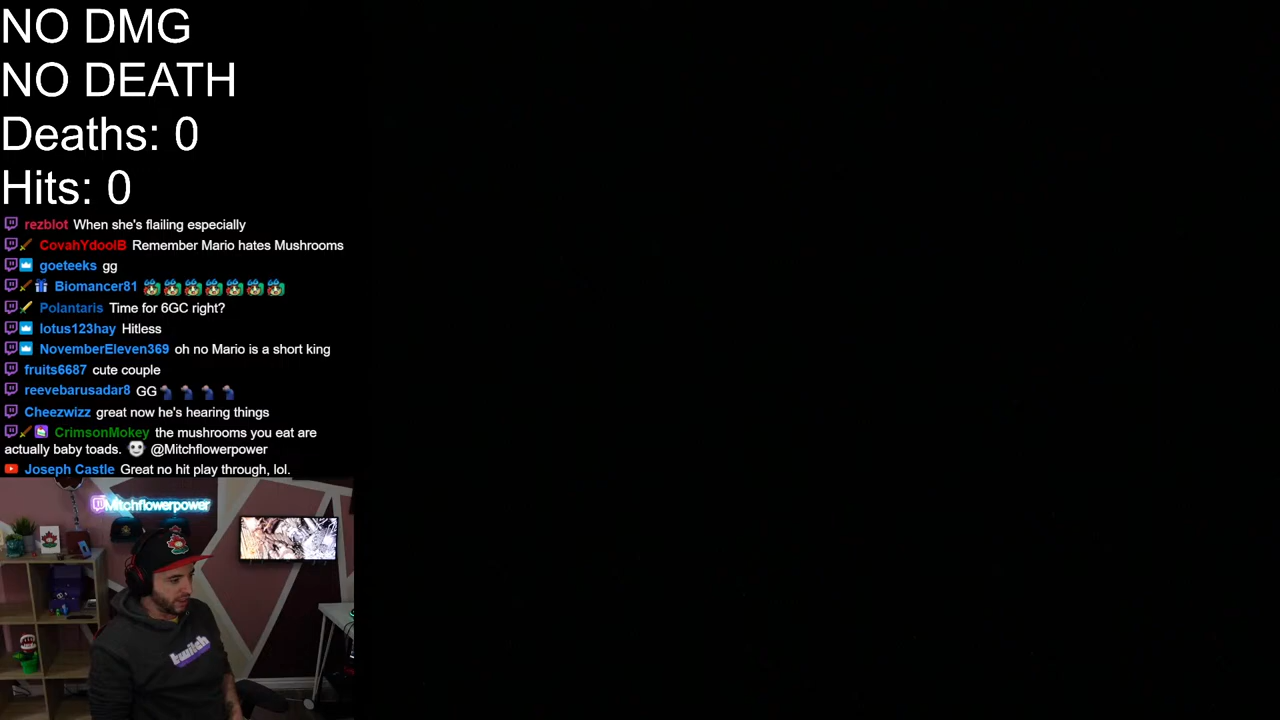 NO DMG
NO DEATH
Deaths: 0
Hits: 0
rezblot When she's flailing especially
CovahYdoolB Remember Mario hates Mushrooms
goeteeks gg
Biomancer81
Polantaris Time for 6GC right?
lotus123hay Hitless
NovemberEleven369 oh no Mario is a short king
fruits6687 cute couple
reevebarusadar8 GG
Cheezwizz great now he's hearing things
CrimsonMokey the mushrooms you eat are
actually baby toads. @Mitchflowerpower
Joseph Castle Great no hit play through, lol.
Mitchflowerpower
twitch